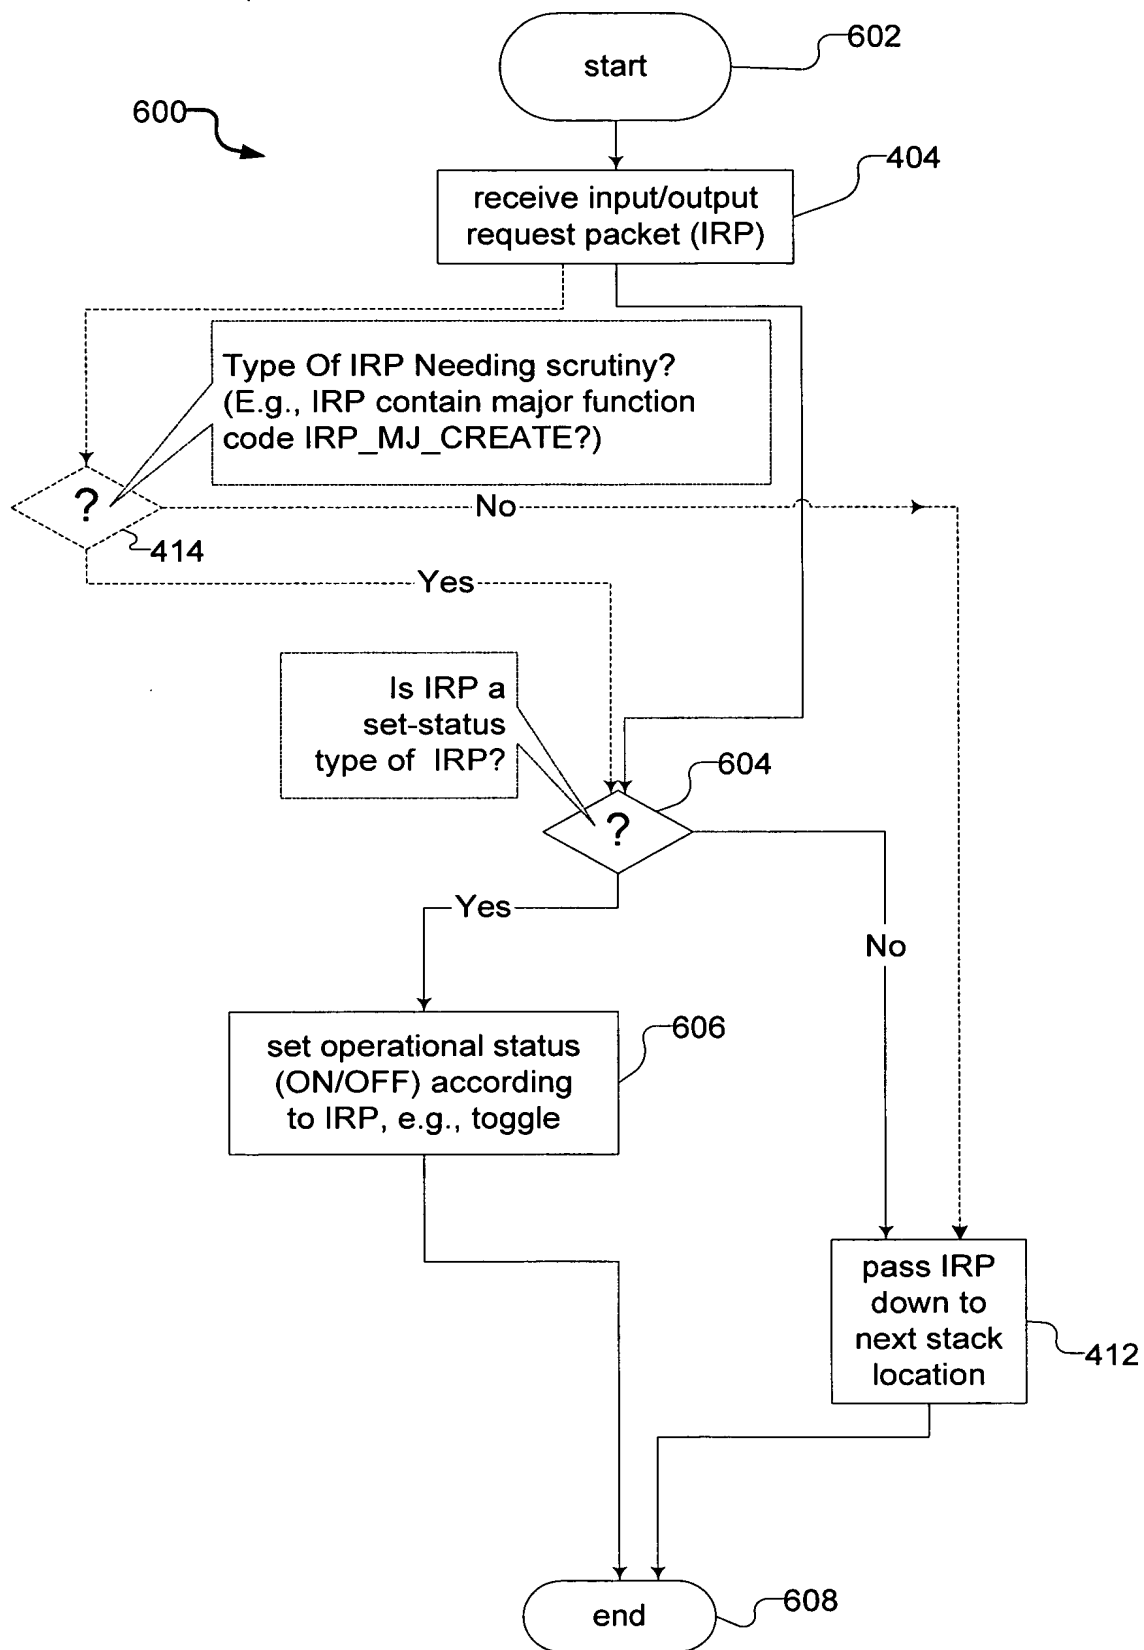 602
start
600
404
receive input/output
request packet (IRP)
Type Of IRP Needing scrutiny?
(E.g., IRP contain major function
code IRP_MJ_CREATE?)
?
No
414
Yes
Is IRP a
set-status
type of IRP?
604
?
Yes
No
606
set operational status
(ON/OFF) according
to IRP, e.g., toggle
pass IRP
down to
next stack
location
412
608
end